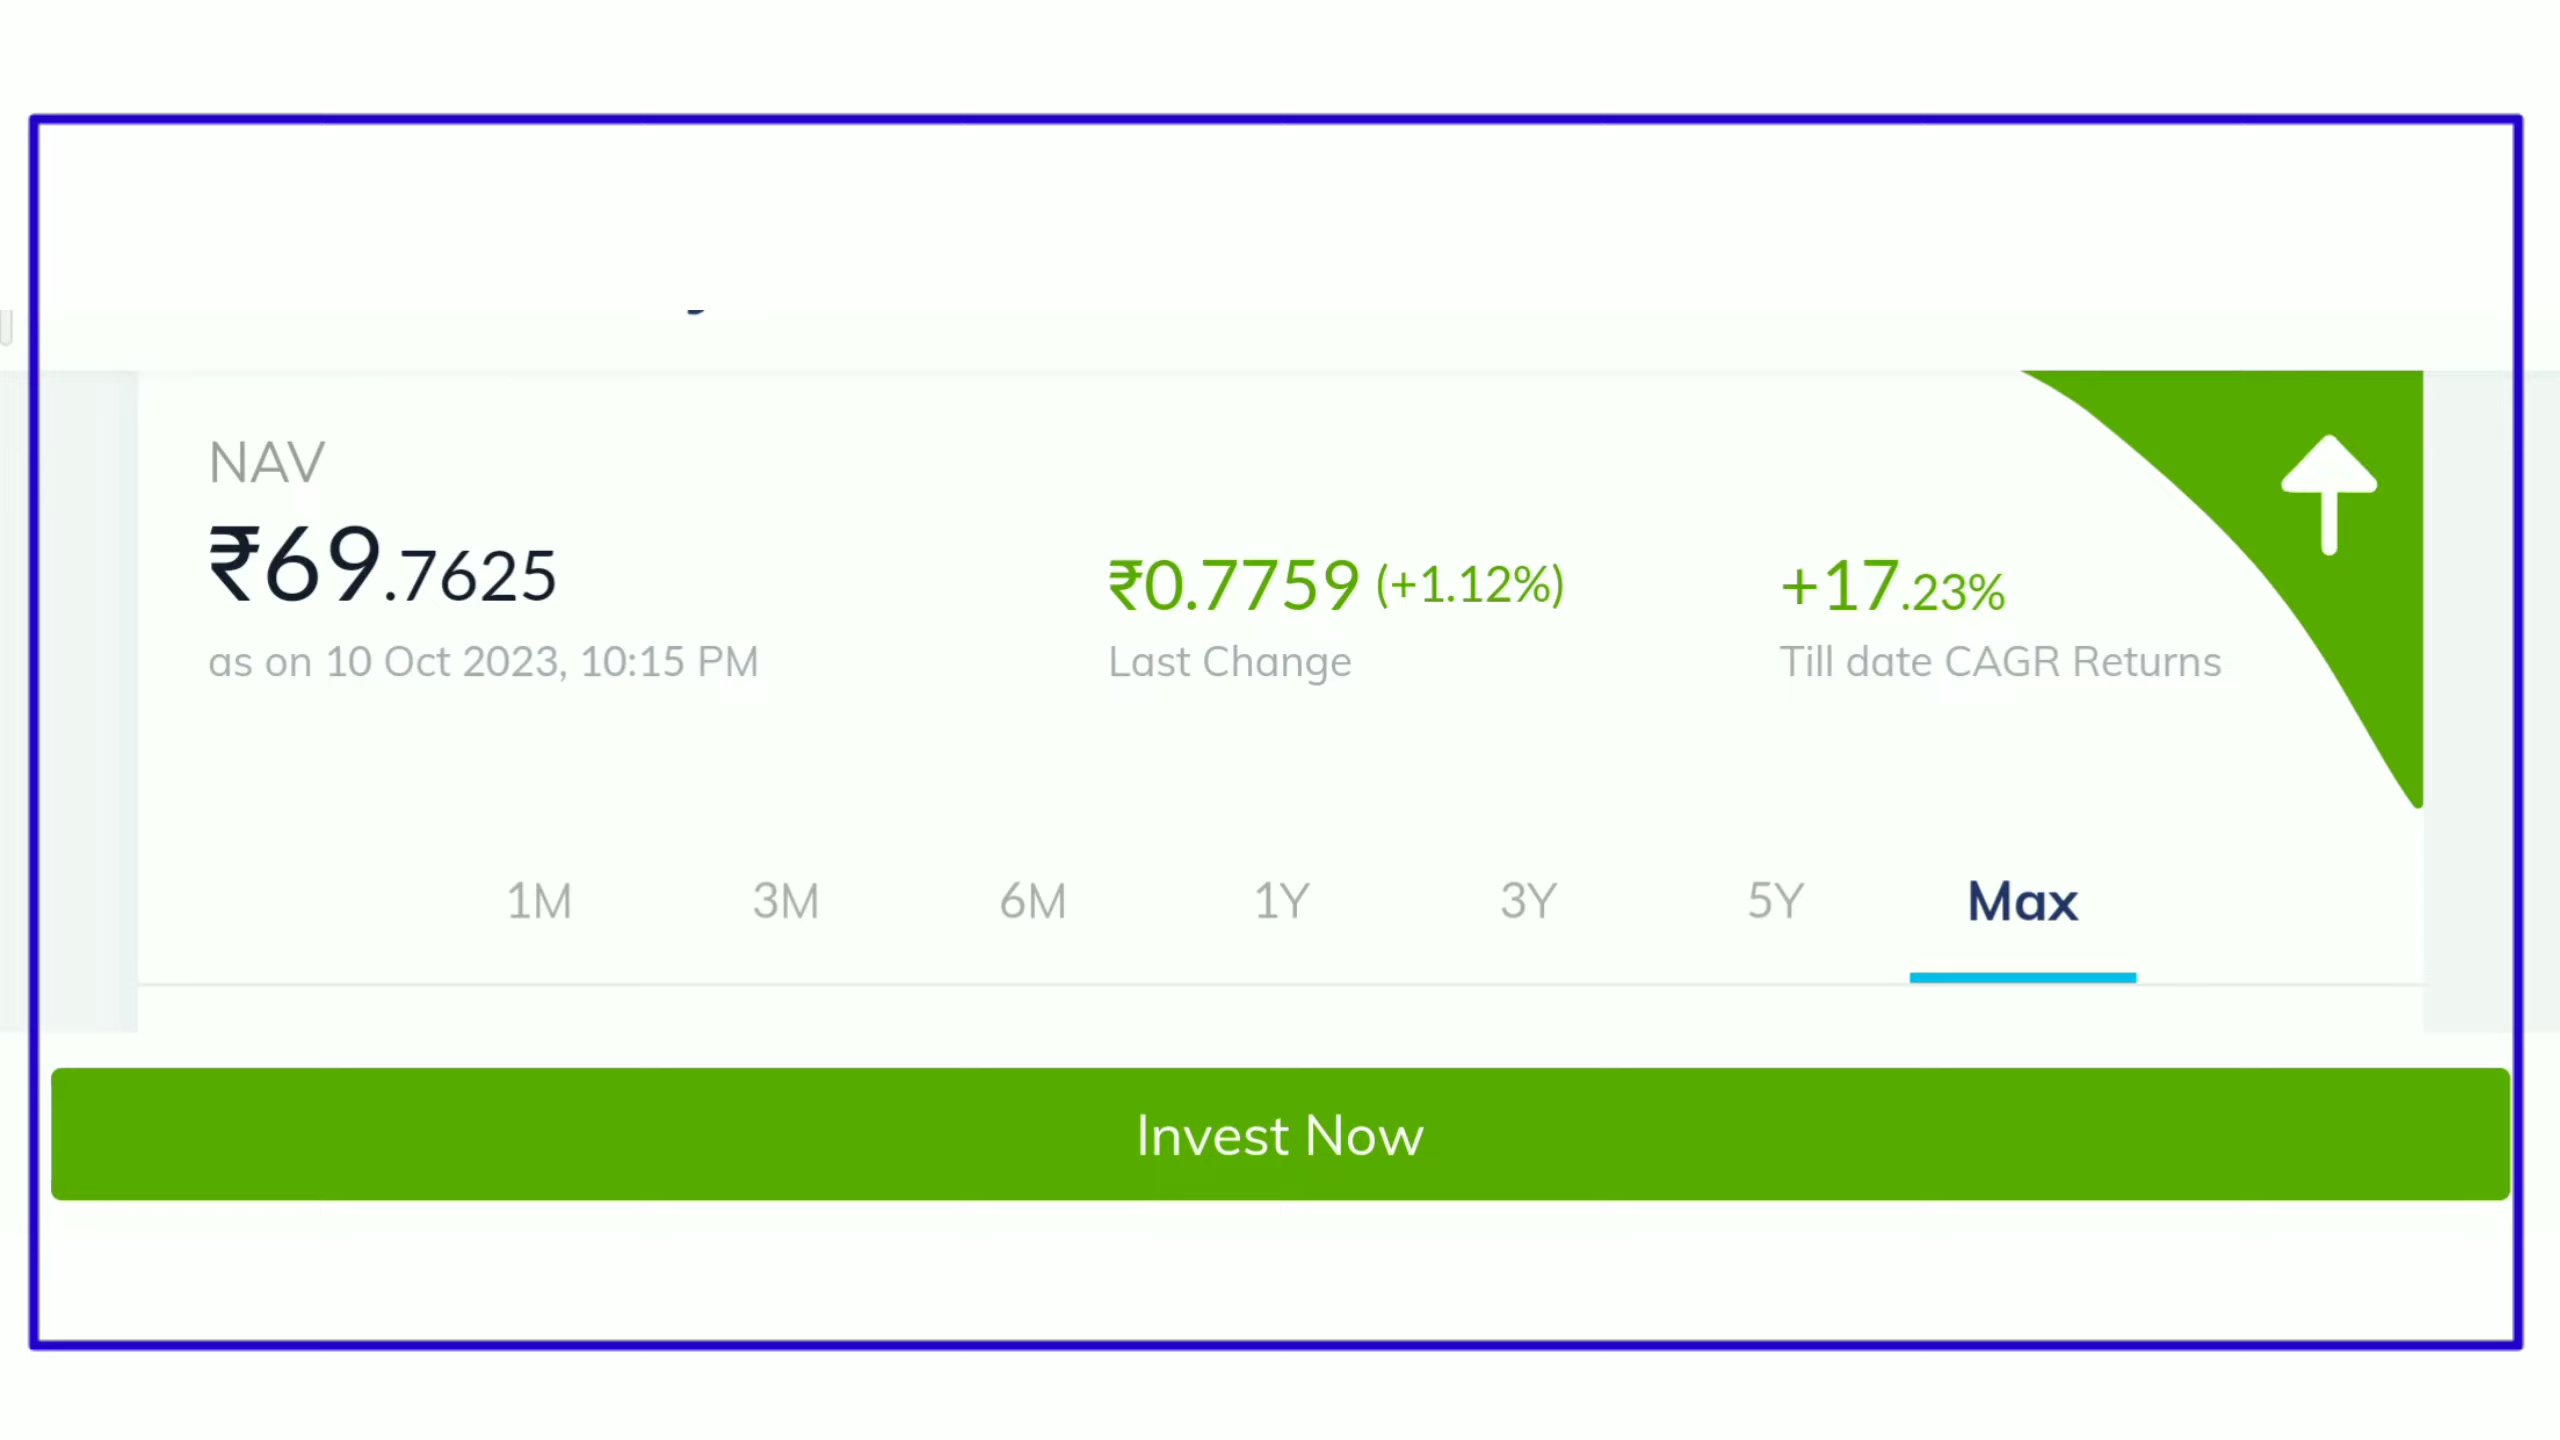 NAV
₹69.7625
as on 10 Oct 2023, 10:15 PM
₹0.7759 (+1.12%)
Last Change
+17.23%
Till date CAGR Returns
1M 3M 6M 1Y 3Y 5Y Max
Invest Now